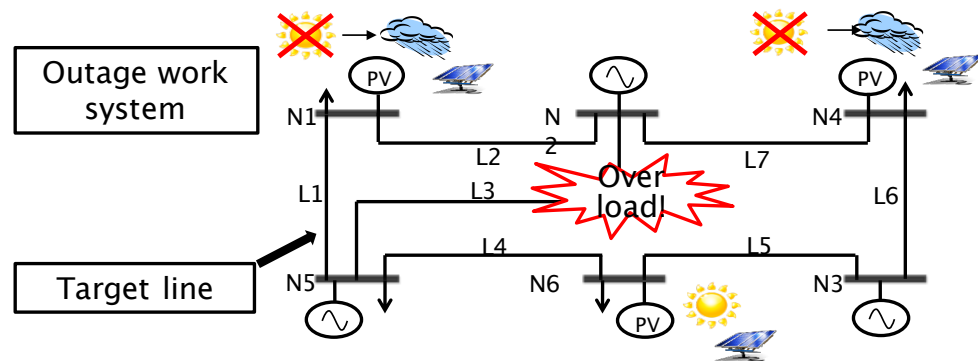 Outage work
system
PV
PV
N1
N
2
N4
L2
L7
Over
load!
L1
L3
L6
L4
L5
Target line
N5
N6
N3
PV